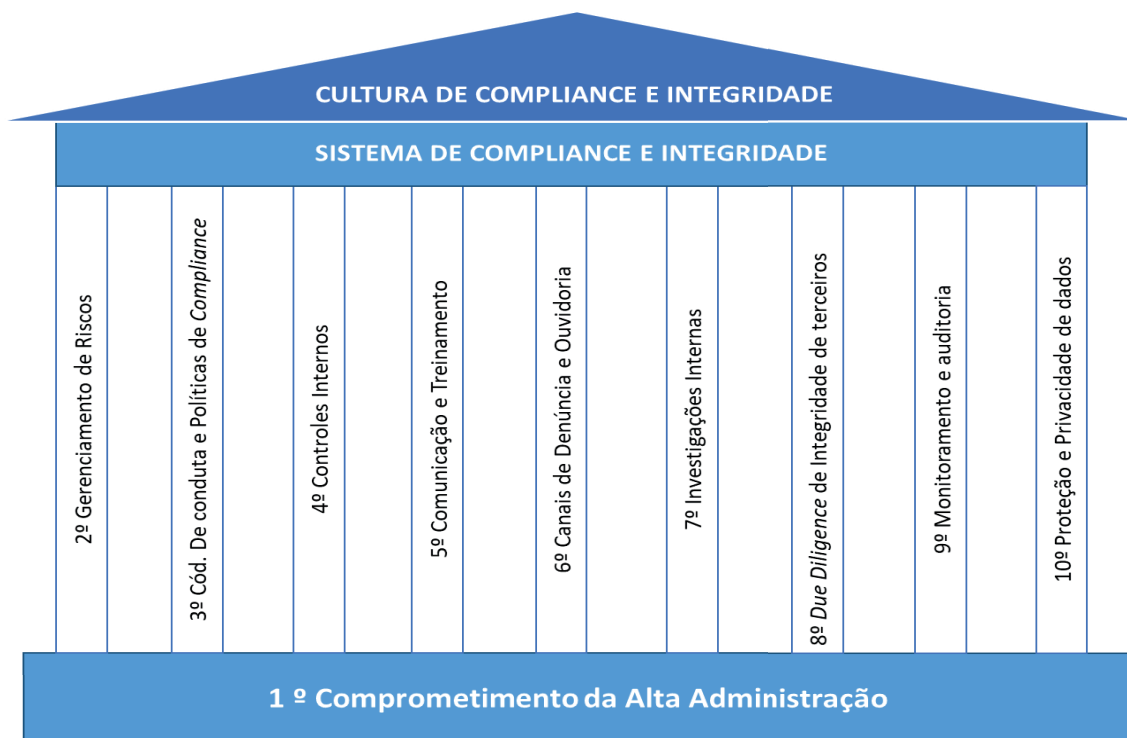 CULTURA DE COMPLIANCE E INTEGRIDADE
SISTEMA DE COMPLIANCE E INTEGRIDADE
2º Gerenciamento de Riscos
3º Cód. De conduta e Políticas de Compliance
4º Controles Internos
5º Comunicação e Treinamento
6º Canais de Denúncia e Ouvidoria
7º Investigações Internas
8º Due Diligence de Integridade de terceiros
9º Monitoramento e auditoria
10º Proteção e Privacidade de dados
1 º Comprometimento da Alta Administração